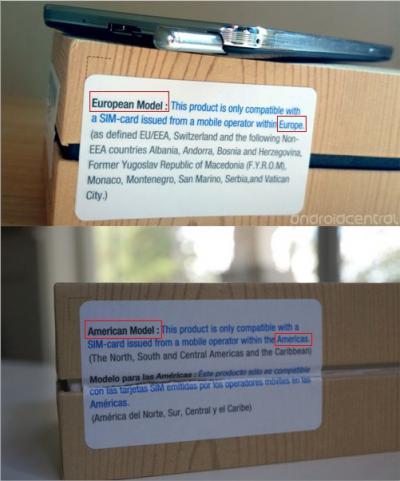 European Model : This product is only compatible with
a SIM-card issued from a mobile operator within Europe.
(as defined EU/EEA, Switzerland and the following Non-
EEA countries Albania, Andorra, Bosnia and Herzegovina,
Former Yugoslav Republic of Macedonia (F.Y.R.O.M),
Monaco, Montenegro, San Marino, Serbia,and Vatican
City.)
androidcentral
American Model : This product is only compatible with a
SIM-card issued from a mobile operator within the Americas.
(The North, South and Central Americas and the Caribbean)
Modelo para las Américas : Este producto sólo es compatible
con las tarjetas SIM emitidas por los operadores móviles en las
Américas.
(América del Norte, Sur, Central y el Caribe)